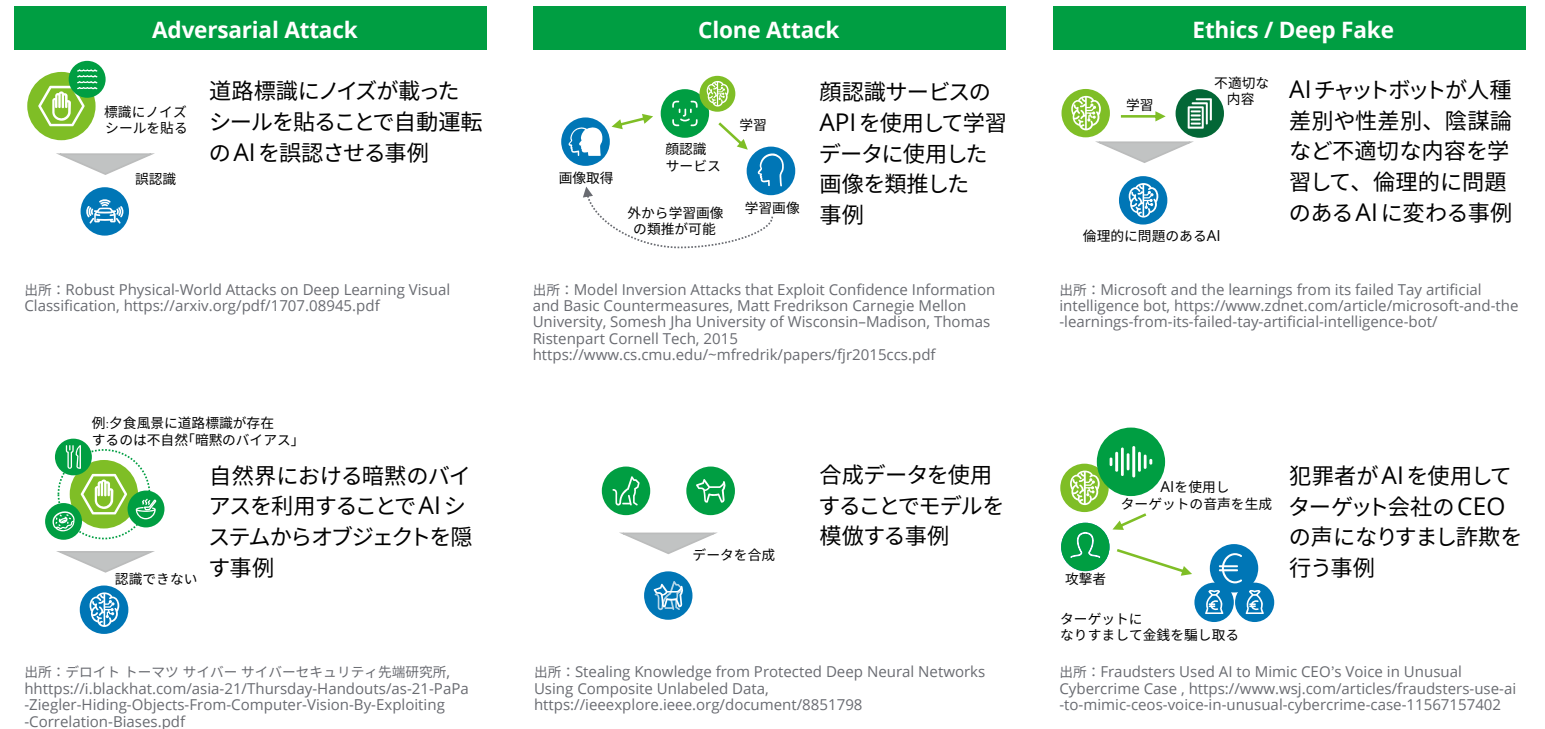 Adversarial Attack
標識にノイズ
シールを貼る
誤認識
道路標識にノイズが載った
シールを貼ることで自動運転
のAIを誤認させる事例
出所：Robust Physical-World Attacks on Deep Learning Visual
Classification, https://arxiv.org/pdf/1707.08945.pdf
例:夕食風景に道路標識が存在
するのは不自然「暗黙のバイアス」
認識できない
自然界における暗黙のバイ
アスを利用することでAIシ
ステムからオブジェクトを隠
す事例
出所：デロイト トーマツ サイバー サイバーセキュリティ先端研究所,
hhttps://i.blackhat.com/asia-21/Thursday-Handouts/as-21-PaPa
-Ziegler-Hiding-Objects-From-Computer-Vision-By-Exploiting
-Correlation-Biases.pdf
Clone Attack
画像取得
顔認識
サービス
学習
学習画像
外から学習画像
の類推が可能
顔認識サービスの
APIを使用して学習
データに使用した
画像を類推した
事例
出所：Model Inversion Attacks that Exploit Confidence Information
and Basic Countermeasures, Matt Fredrikson Carnegie Mellon
University, Somesh Jha University of Wisconsin–Madison, Thomas
Ristenpart Cornell Tech, 2015
https://www.cs.cmu.edu/~mfredrik/papers/fjr2015ccs.pdf
データを合成
合成データを使用
することでモデルを
模倣する事例
出所：Stealing Knowledge from Protected Deep Neural Networks
Using Composite Unlabeled Data,
https://ieeexplore.ieee.org/document/8851798
Ethics / Deep Fake
学習
不適切な
内容
倫理的に問題のあるAI
AIチャットボットが人種
差別や性差別、陰謀論
など不適切な内容を学
習して、倫理的に問題
のあるAIに変わる事例
出所：Microsoft and the learnings from its failed Tay artificial
intelligence bot, https://www.zdnet.com/article/microsoft-and-the
-learnings-from-its-failed-tay-artificial-intelligence-bot/
AIを使用し
ターゲットの音声を生成
攻撃者
ターゲットに
なりすまして金銭を騙し取る
犯罪者がAIを使用して
ターゲット会社のCEO
の声になりすまし詐欺を
行う事例
出所：Fraudsters Used AI to Mimic CEO’s Voice in Unusual
Cybercrime Case , https://www.wsj.com/articles/fraudsters-use-ai
-to-mimic-ceos-voice-in-unusual-cybercrime-case-11567157402